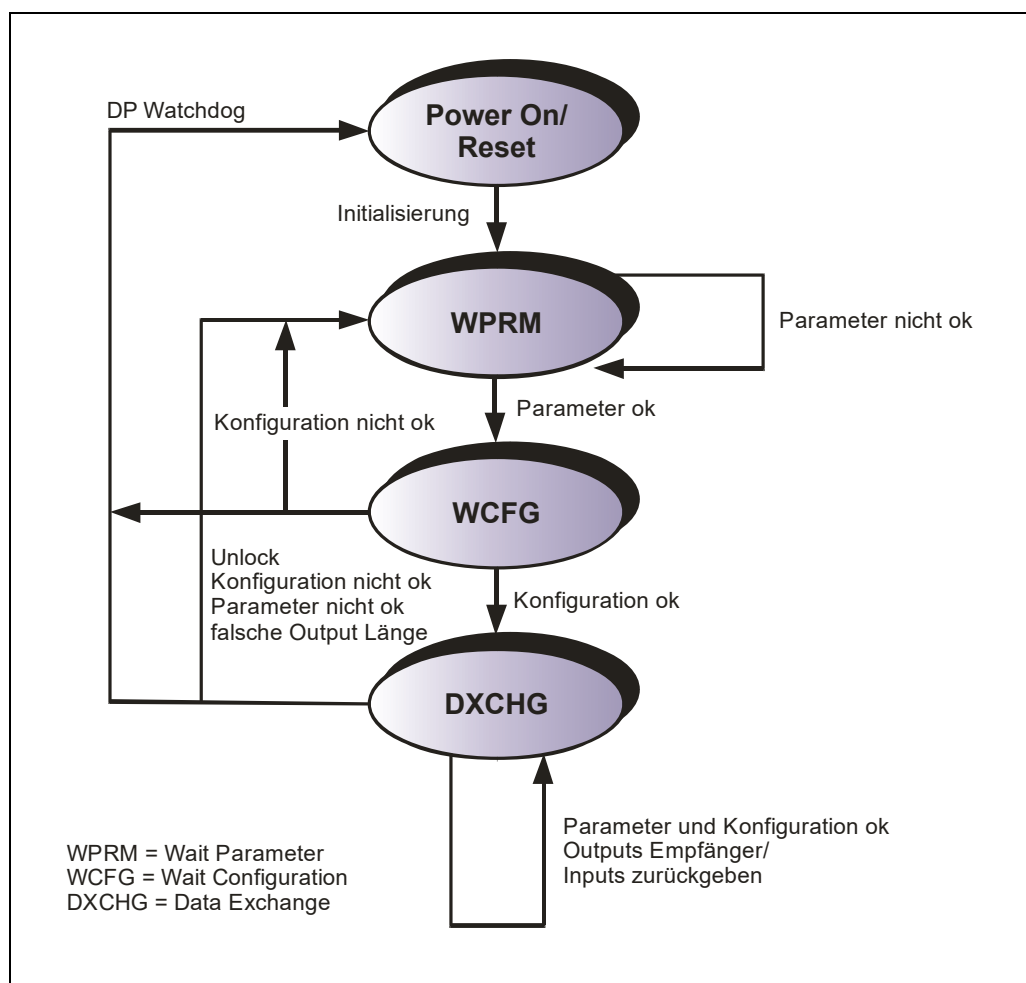 DP Watchdog
Power On/
Reset
Initialisierung
WPRM
Parameter nicht ok
Parameter ok
Konfiguration nicht ok
WCFG
Unlock
Konfiguration nicht ok
Parameter nicht ok
falsche Output Länge
Konfiguration ok
DXCHG
Parameter und Konfiguration ok
Outputs Empfänger/
Inputs zurückgeben
WPRM = Wait Parameter
WCFG = Wait Configuration
DXCHG = Data Exchange